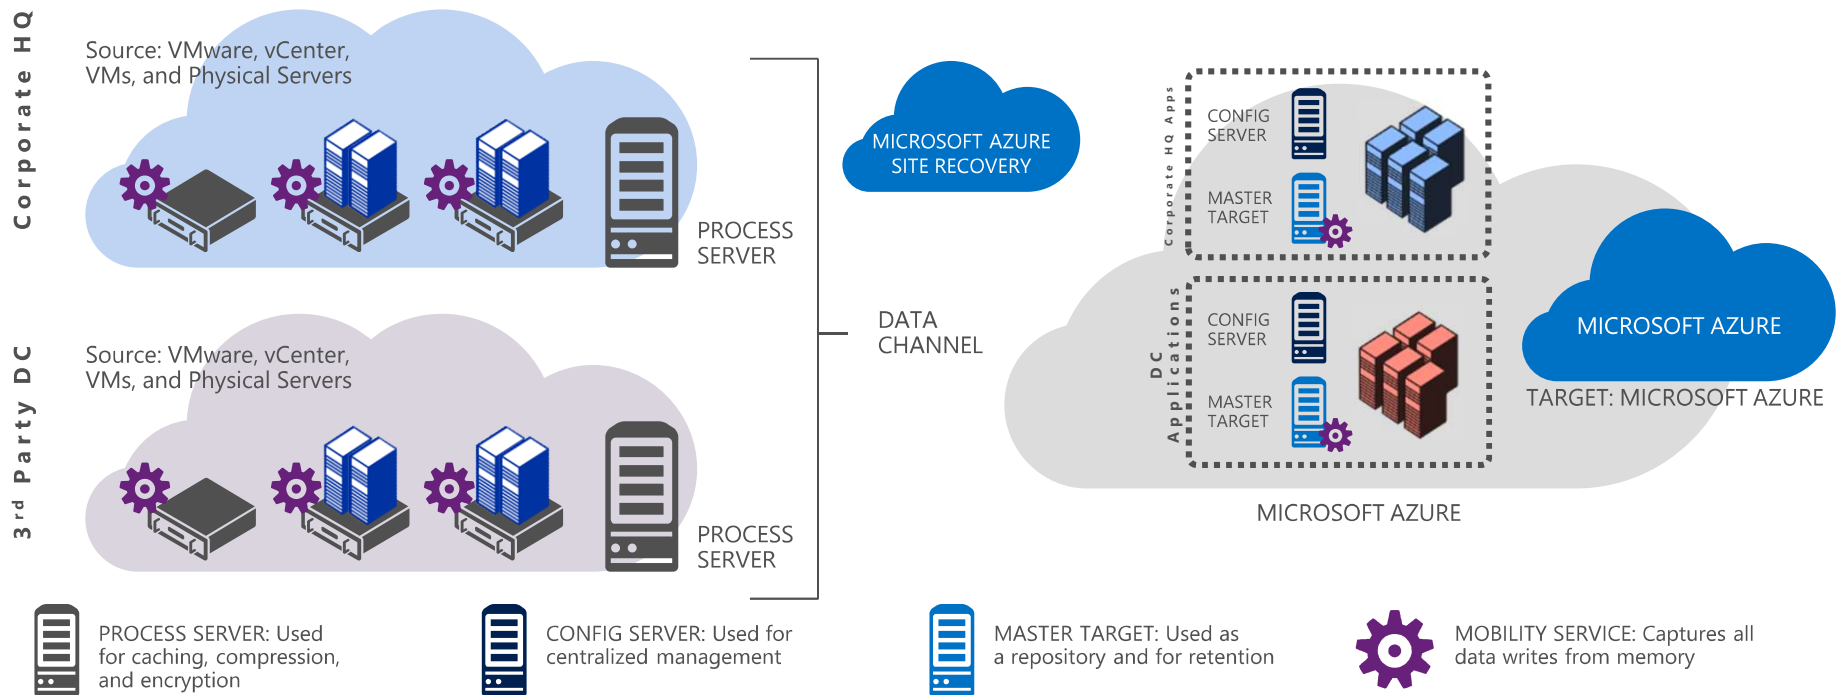 Corporate HQ
Source: VMware, vCenter,
VMs, and Physical Servers
PROCESS
SERVER
3rd Party DC
Source: VMware, vCenter,
VMs, and Physical Servers
PROCESS
SERVER
DATA
CHANNEL
MICROSOFT AZURE
SITE RECOVERY
Corporate HQ Apps
CONFIG
SERVER
MASTER
TARGET
DC
Applications
CONFIG
SERVER
MASTER
TARGET
MICROSOFT AZURE
TARGET: MICROSOFT AZURE
MICROSOFT AZURE
PROCESS SERVER: Used
for caching, compression,
and encryption
CONFIG SERVER: Used for
centralized management
MASTER TARGET: Used as
a repository and for retention
MOBILITY SERVICE: Captures all
data writes from memory